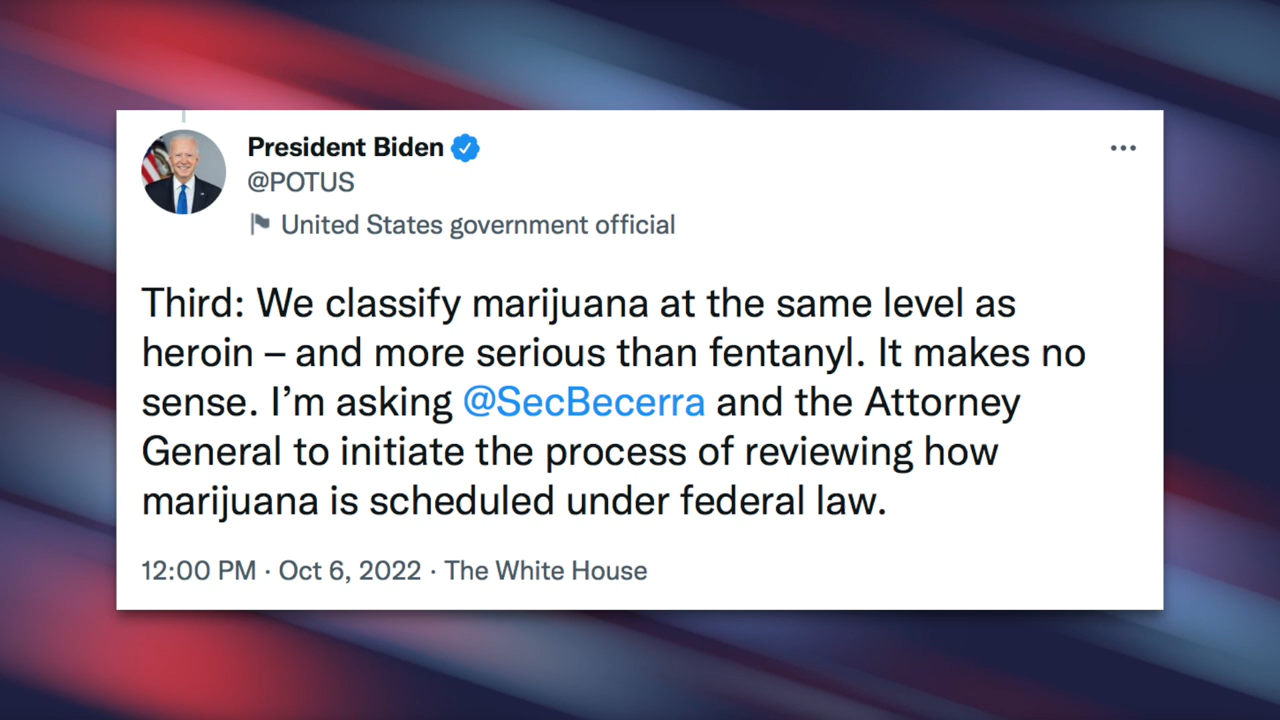 President Biden
@POTUS
United States government official
Third: We classify marijuana at the same level as
heroin – and more serious than fentanyl. It makes no
sense. I’m asking @SecBecerra and the Attorney
General to initiate the process of reviewing how
marijuana is scheduled under federal law.
12:00 PM · Oct 6, 2022 · The White House